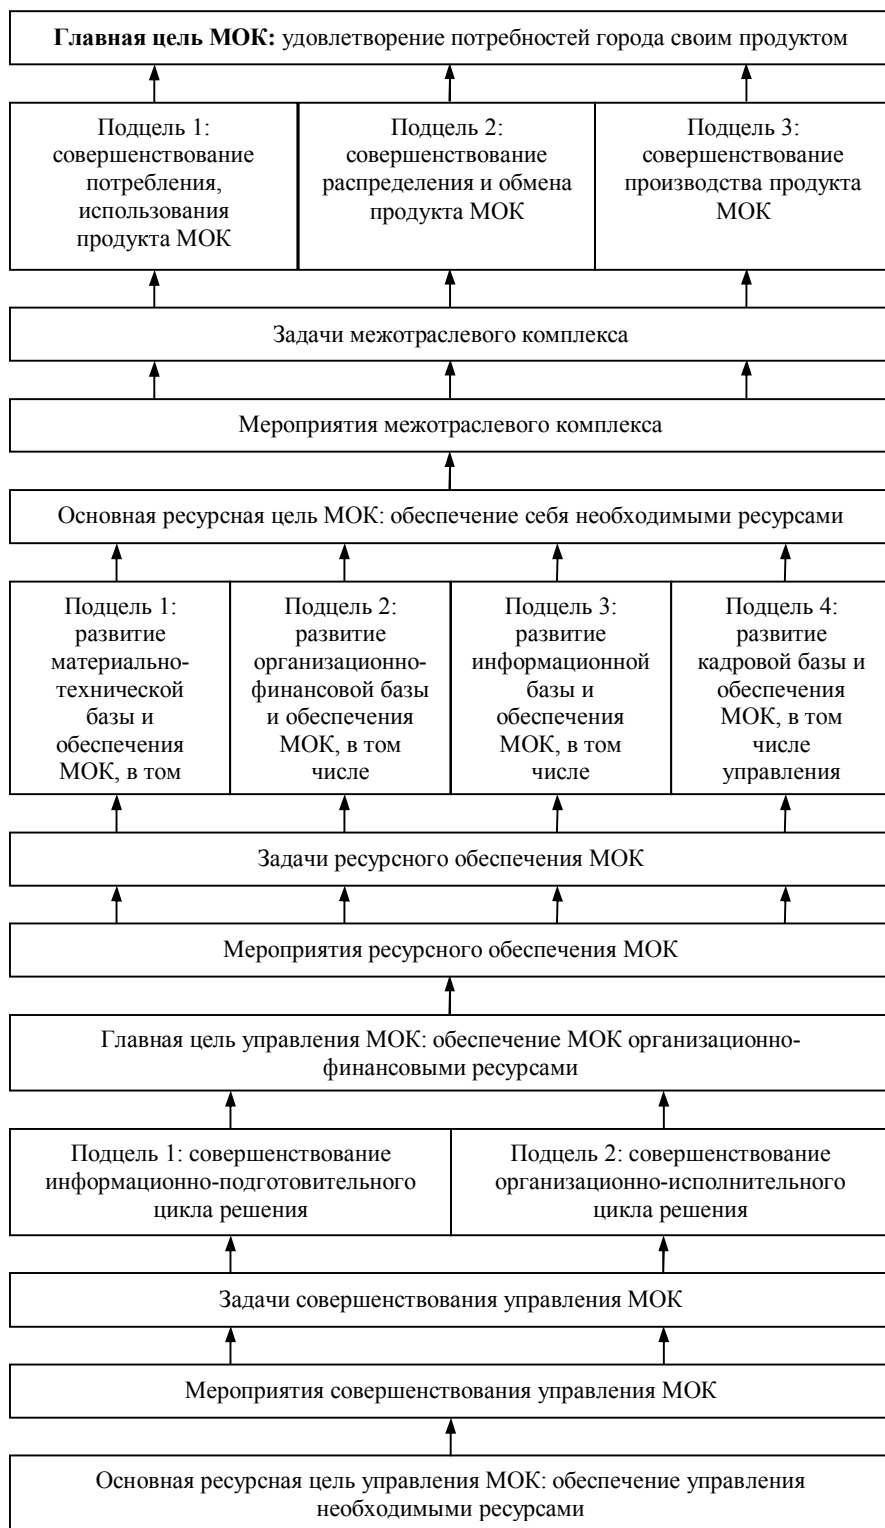 Главная цель МОК: удовлетворение потребностей города своим продуктом
Подцель 1:
совершенствование
потребления,
использования
продукта МОК
Подцель 2:
совершенствование
распределения и обмена
продукта МОК
Подцель 3:
совершенствование
производства продукта
МОК
Задачи межотраслевого комплекса
Мероприятия межотраслевого комплекса
Основная ресурсная цель МОК: обеспечение себя необходимыми ресурсами
Подцель 1:
развитие
материально-
технической
базы и
обеспечения
МОК, в том
Подцель 2:
развитие
организационно-
финансовой базы
и обеспечения
МОК, в том
числе
Подцель 3:
развитие
информационной
базы и
обеспечения
МОК, в том
числе
Подцель 4:
развитие
кадровой базы и
обеспечения
МОК, в том
числе
управления
Задачи ресурсного обеспечения МОК
Мероприятия ресурсного обеспечения МОК
Главная цель управления МОК: обеспечение МОК организационно-
финансовыми ресурсами
Подцель 1: совершенствование
информационно-подготовительного
цикла решения
Подцель 2: совершенствование
организационно-исполнительного
цикла решения
Задачи совершенствования управления МОК
Мероприятия совершенствования управления МОК
Основная ресурсная цель управления МОК: обеспечение управления
необходимыми ресурсами